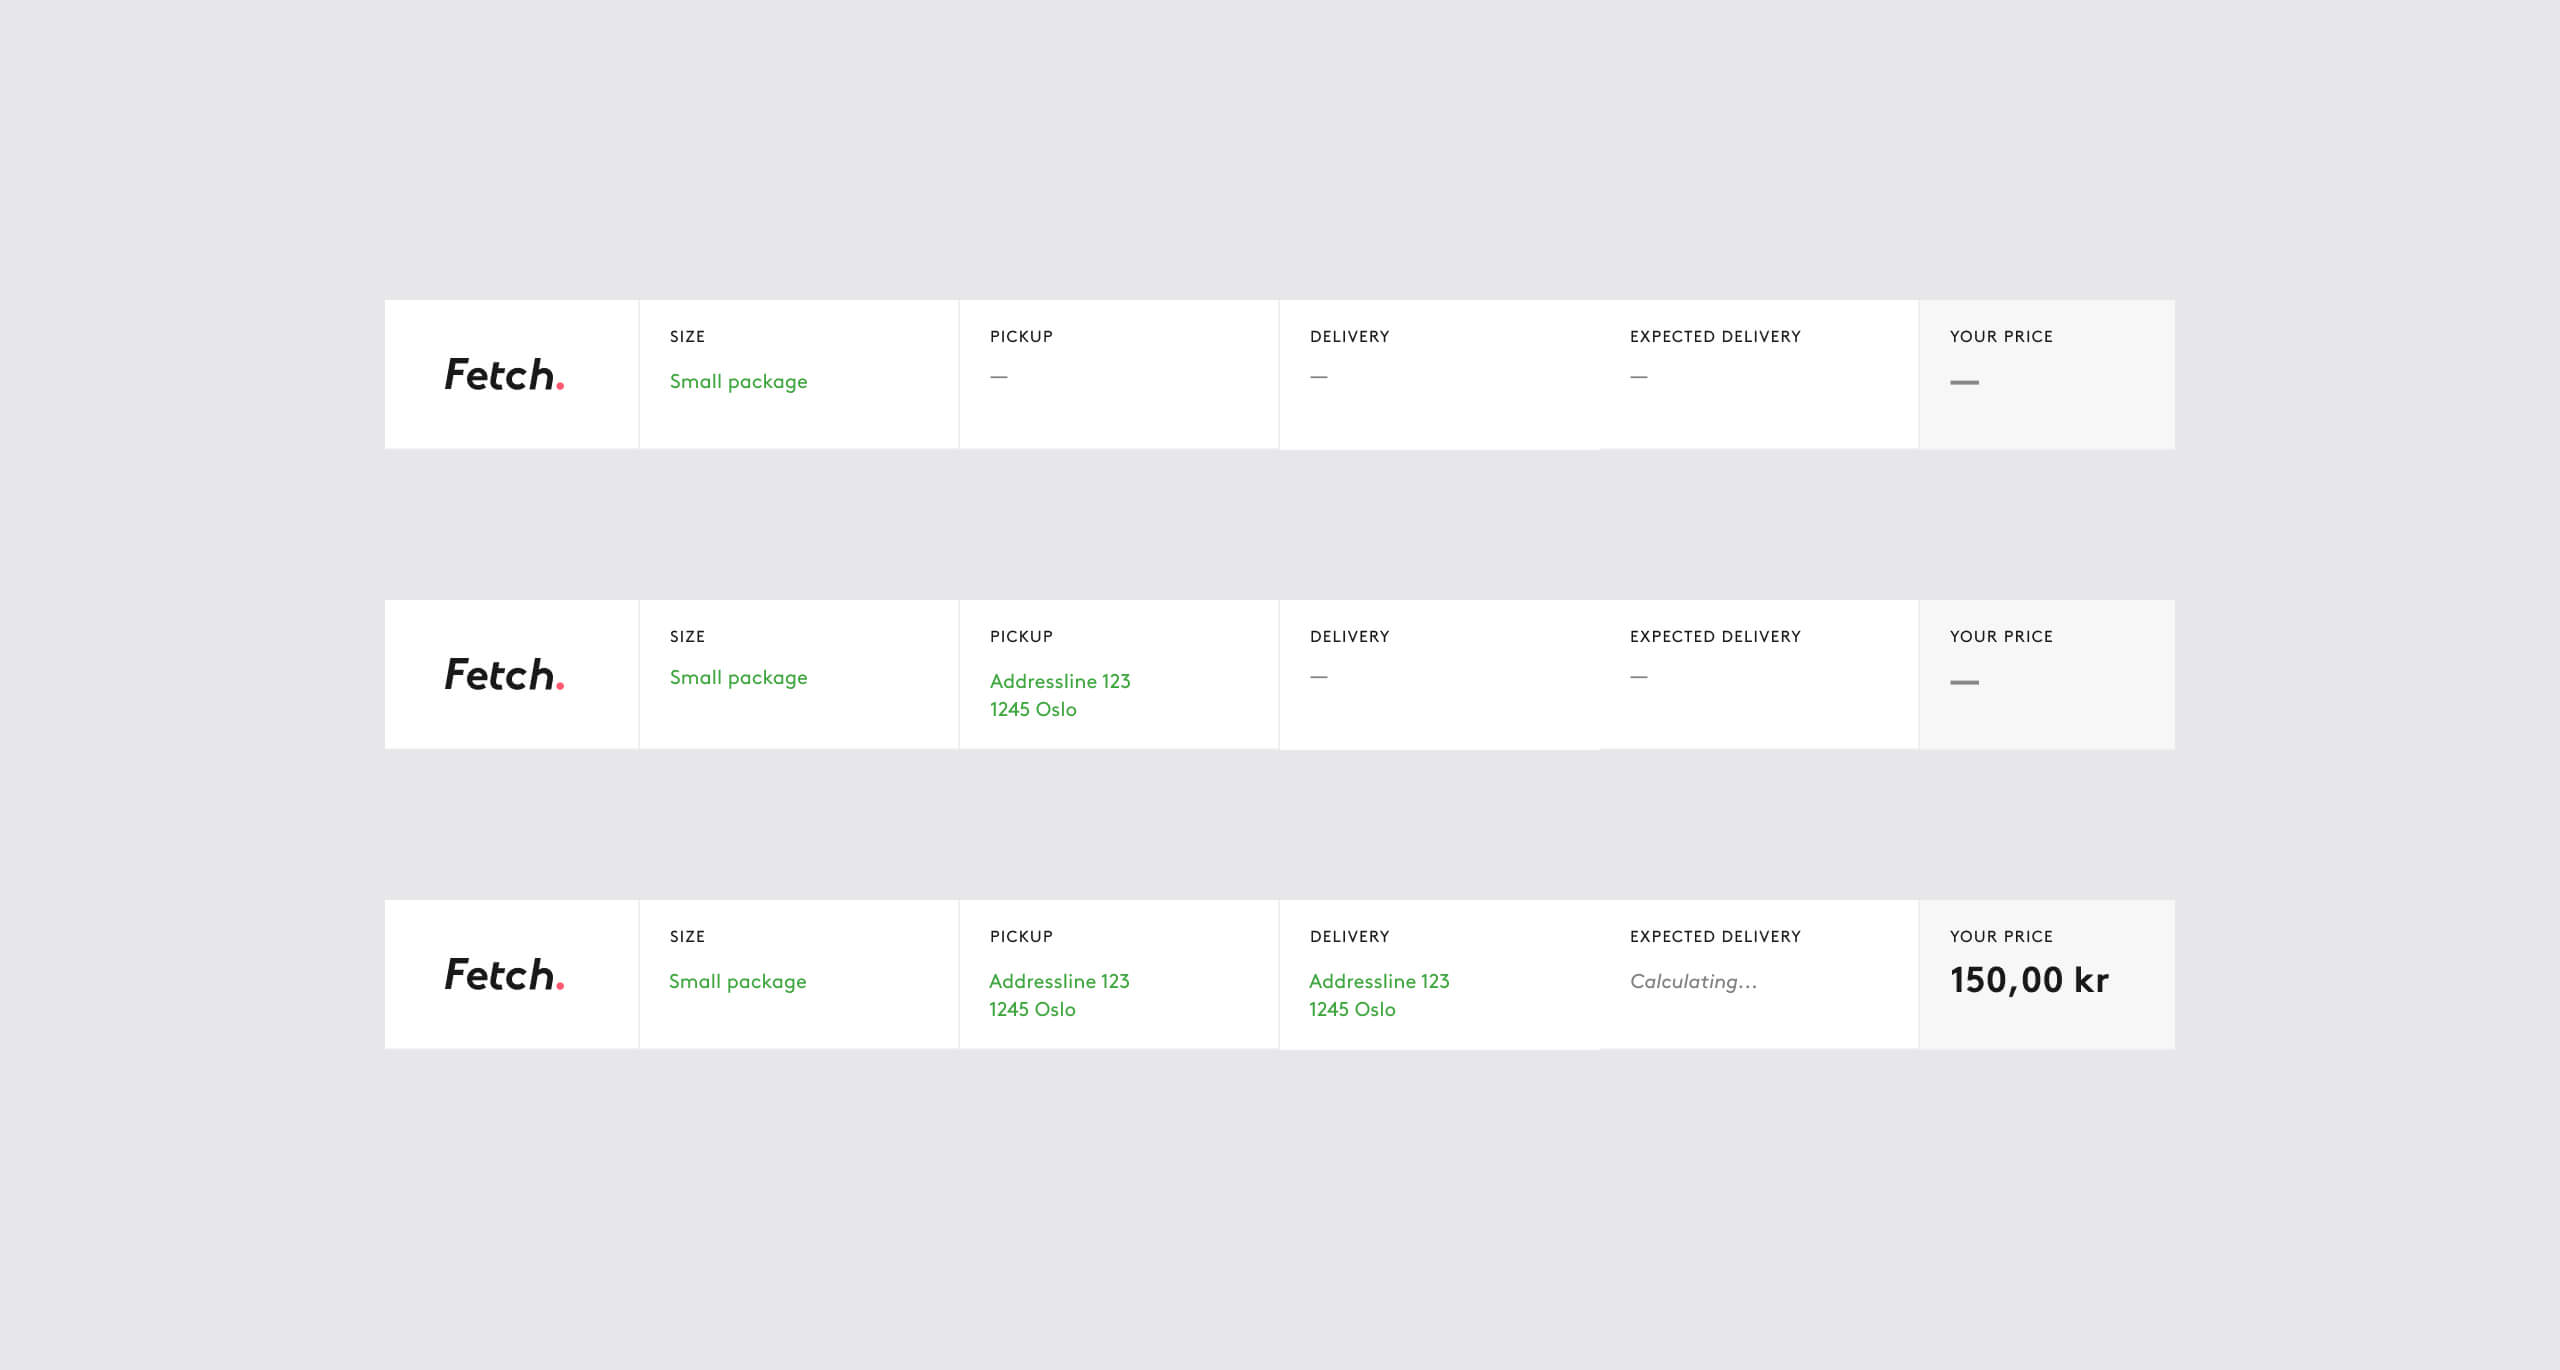 Fetch.
SIZE
Small package
PICKUP
—
DELIVERY
—
EXPECTED DELIVERY
—
YOUR PRICE
—
Fetch.
SIZE
Small package
PICKUP
Addressline 123
1245 Oslo
DELIVERY
—
EXPECTED DELIVERY
—
YOUR PRICE
—
Fetch.
SIZE
Small package
PICKUP
Addressline 123
1245 Oslo
DELIVERY
Addressline 123
1245 Oslo
EXPECTED DELIVERY
Calculating...
YOUR PRICE
150,00 kr